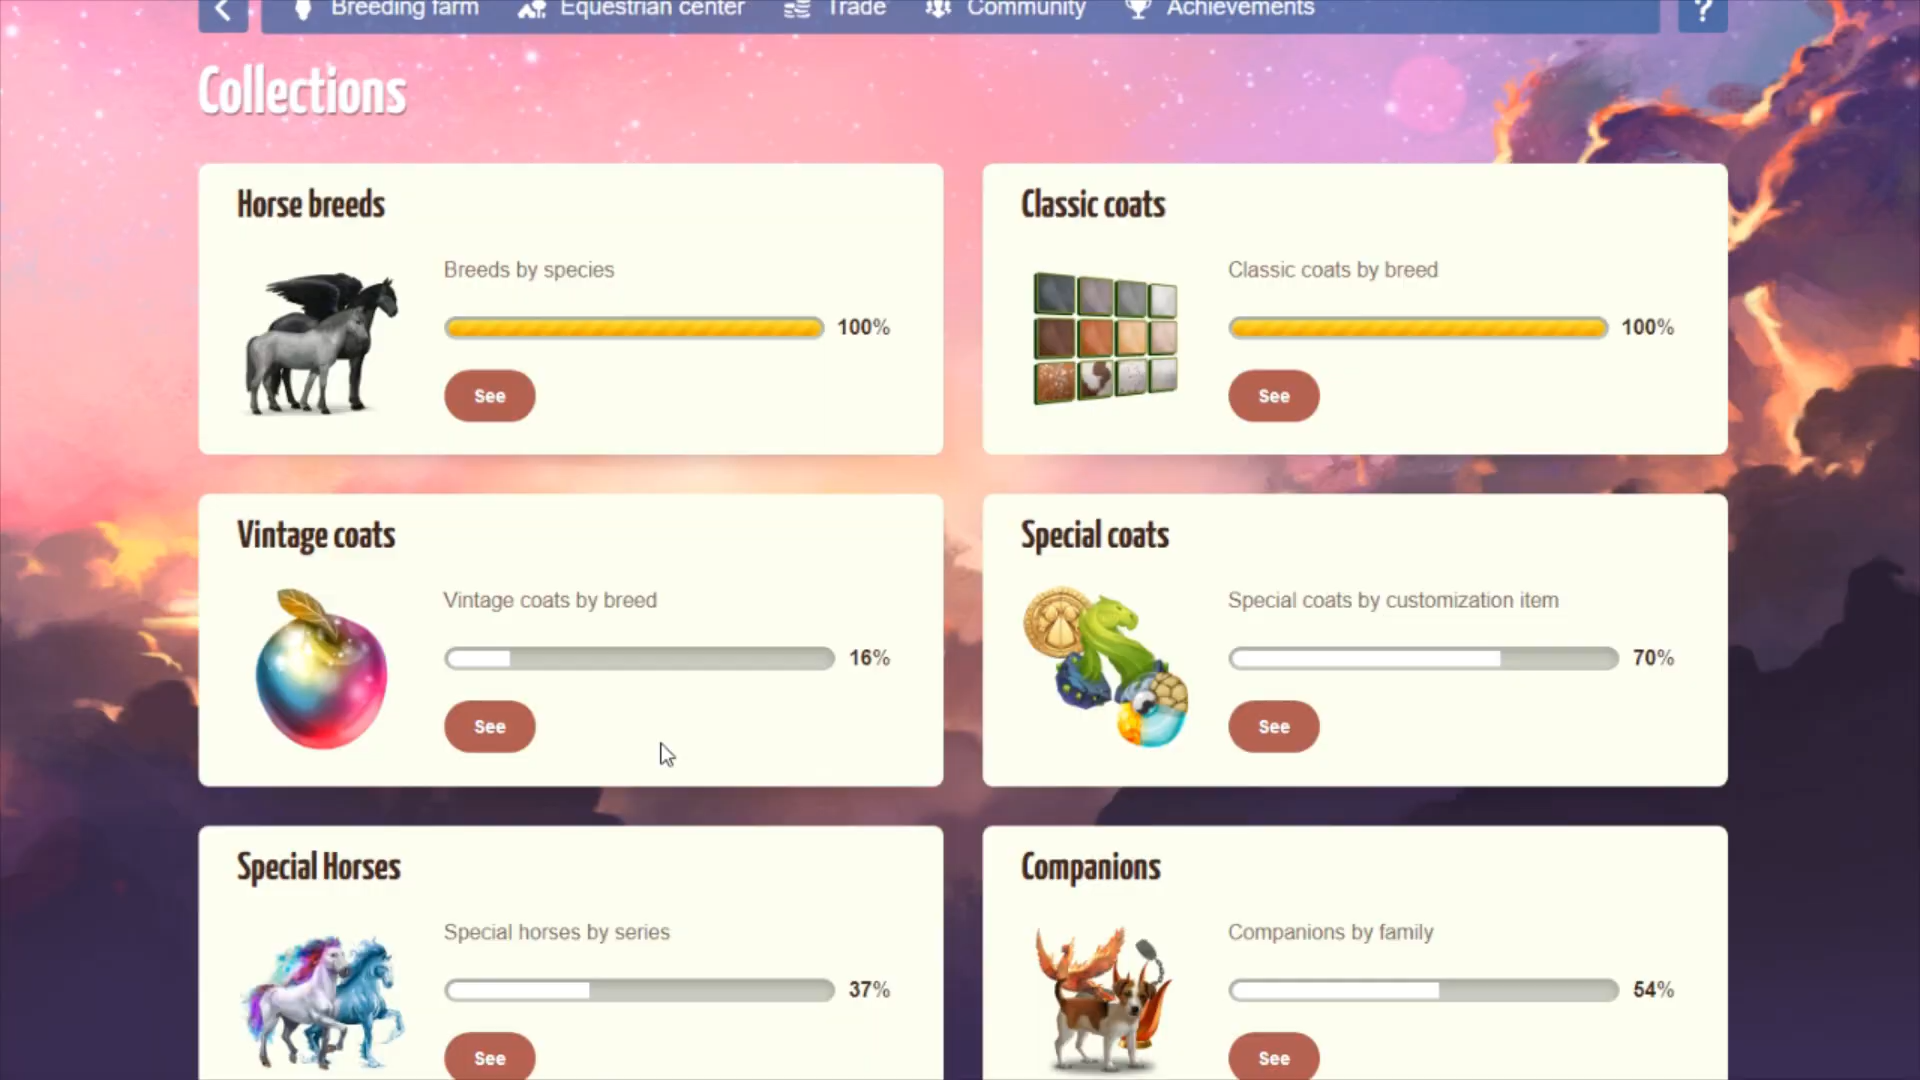 Breeding farm Equestrian center Trade Community Achievements ?
Collections
Horse breeds
Breeds by species
100%
See
Classic coats
Classic coats by breed
100%
See
Vintage coats
Vintage coats by breed
16%
See
Special coats
Special coats by customization item
70%
See
Special Horses
Special horses by series
37%
See
Companions
Companions by family
54%
See